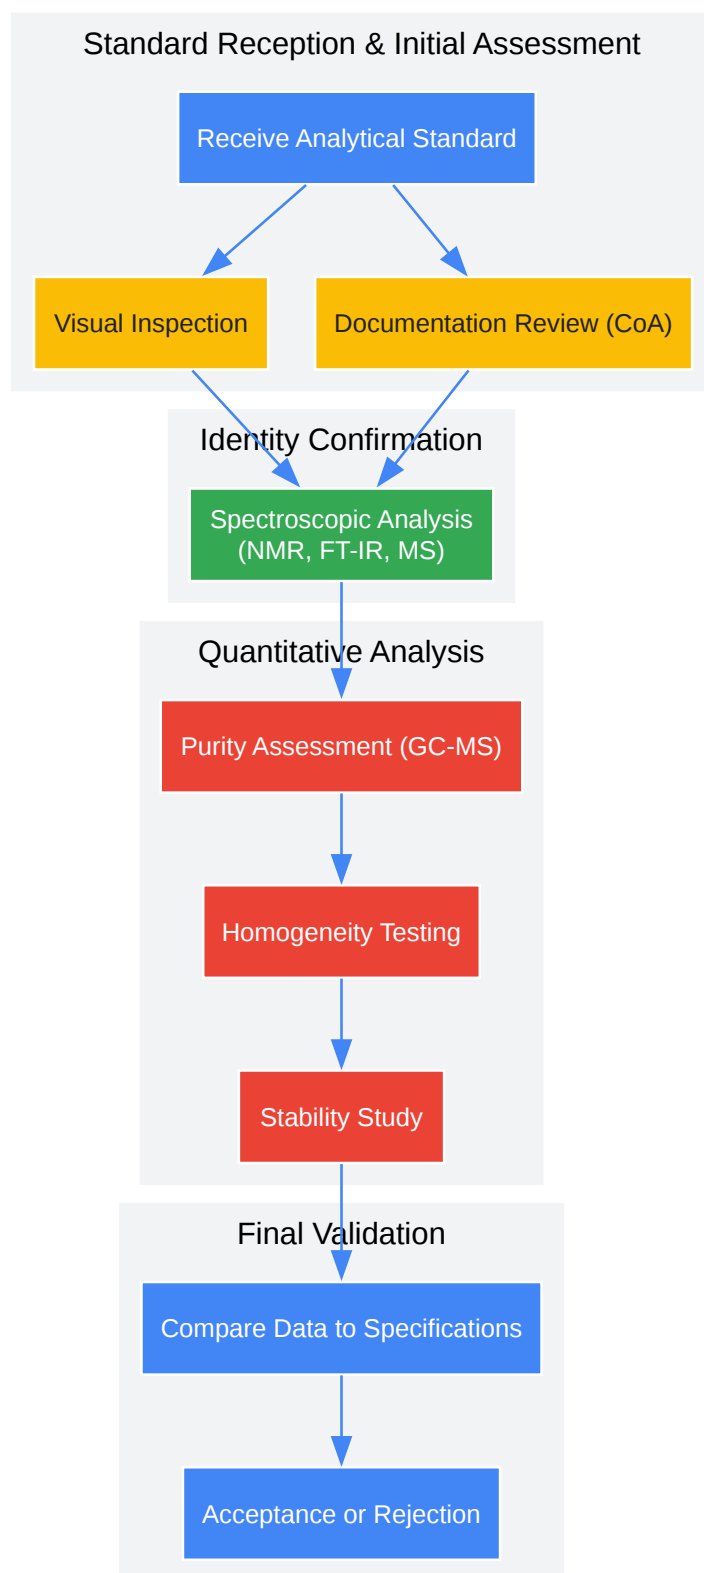 Standard Reception & Initial Assessment
Receive Analytical Standard
Visual Inspection
Documentation Review (CoA)
Identity Confirmation
Spectroscopic Analysis
(NMR, FT-IR, MS)
Quantitative Analysis
Purity Assessment (GC-MS)
Homogeneity Testing
Stability Study
Final Validation
Compare Data to Specifications
Acceptance or Rejection